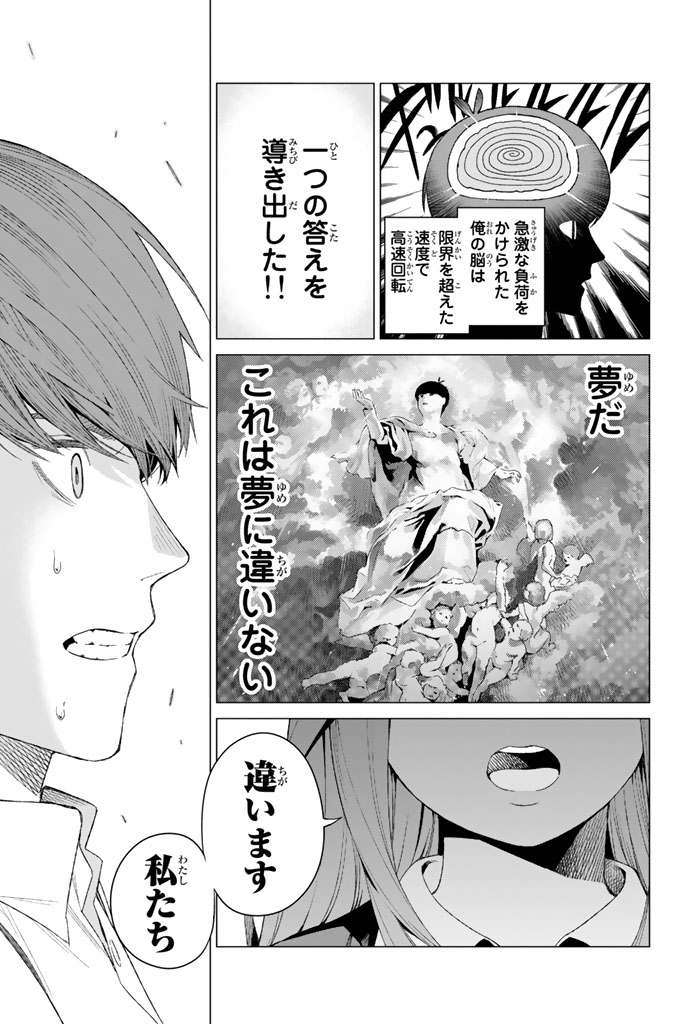 急激な負荷を
かけられた
俺の脳は
限界を超えた
速度で
高速回転
一つの答えを
導き出した!!
夢だ
これは夢に違いない
違います
私たち